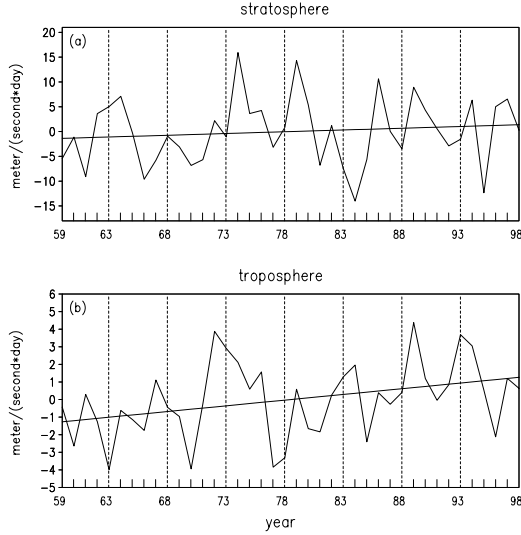 stratosphere
(a)
20
15
10
5
0
-5
-10
-15
meter/(second*day)
59 63 68 73 78 83 88 93 98
troposphere
(b)
6
5
4
3
2
1
0
-1
-2
-3
-4
-5
meter/(second*day)
59 63 68 73 78 83 88 93 98
year